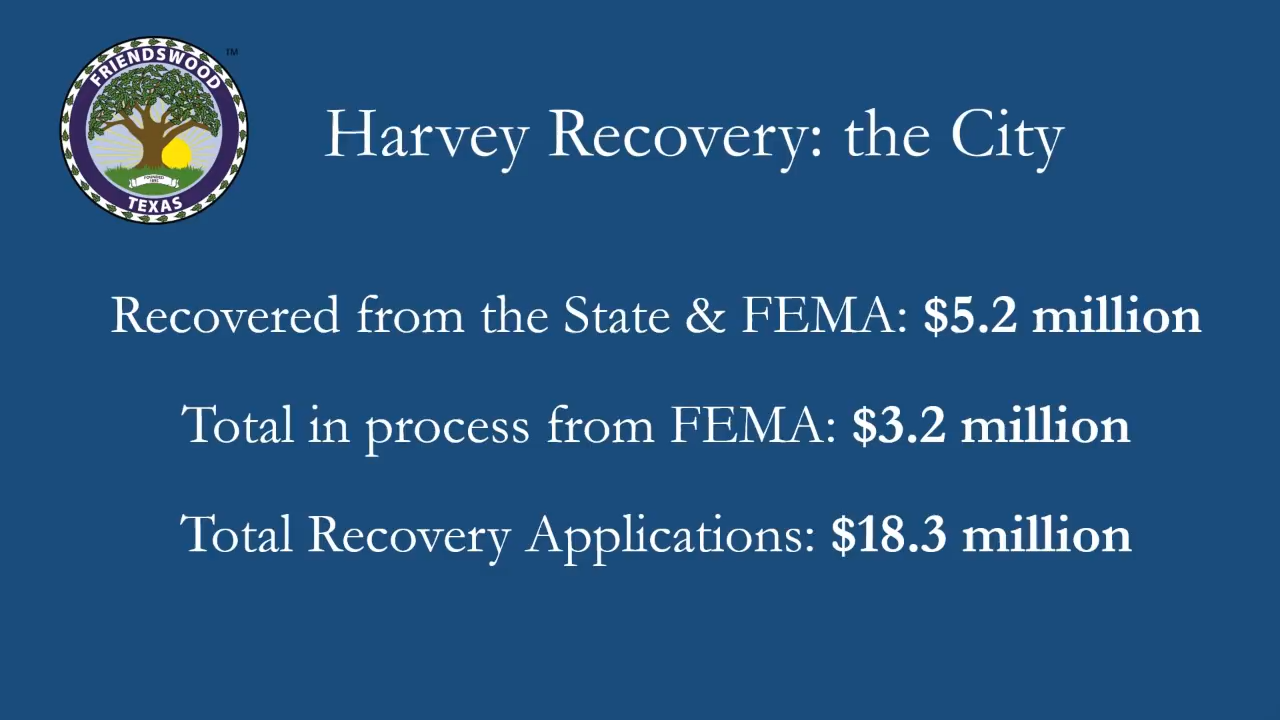 FRIENDSWOOD
TEXAS
TM
Harvey Recovery: the City
Recovered from the State & FEMA: $5.2 million
Total in process from FEMA: $3.2 million
Total Recovery Applications: $18.3 million